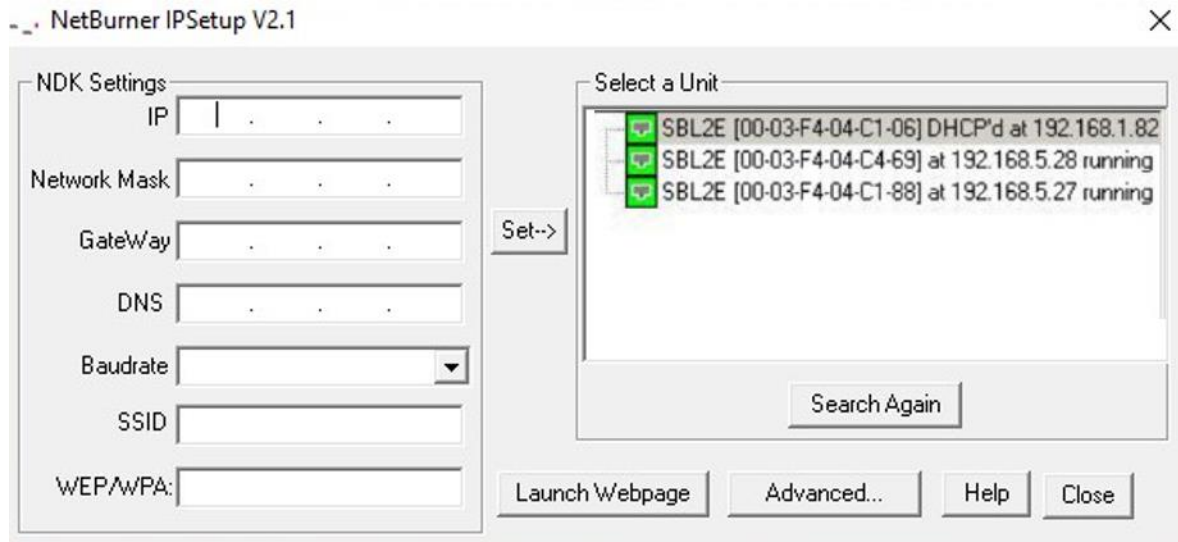 NetBurner IPSetup V2.1
NDK Settings
IP
Network Mask
GateWay
DNS
Baudrate
SSID
WEP/WPA:
Set-->
Select a Unit
SBL2E [00-03-F4-04-C1-06] DHCP'd at 192.168.1.82
SBL2E [00-03-F4-04-C4-69] at 192.168.5.28 running
SBL2E [00-03-F4-04-C1-88] at 192.168.5.27 running
Search Again
Launch Webpage
Advanced...
Help
Close